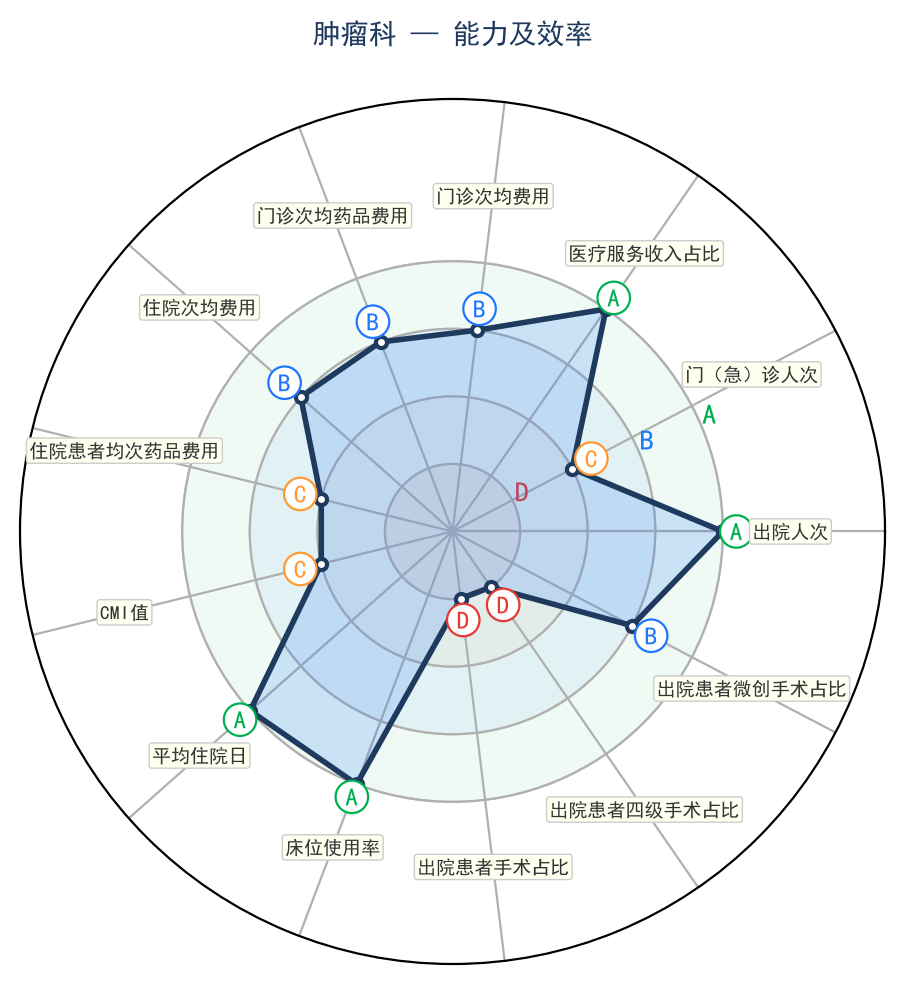 肿瘤科 — 能力及效率
门诊次均费用
门诊次均药品费用
医疗服务收入占比
A
住院次均费用
B
B
门（急）诊人次
B
A
B
住院患者均次药品费用
C
C
D
A
出院人次
C
CMI值
D
D
B
出院患者微创手术占比
A
平均住院日
A
出院患者四级手术占比
床位使用率
出院患者手术占比